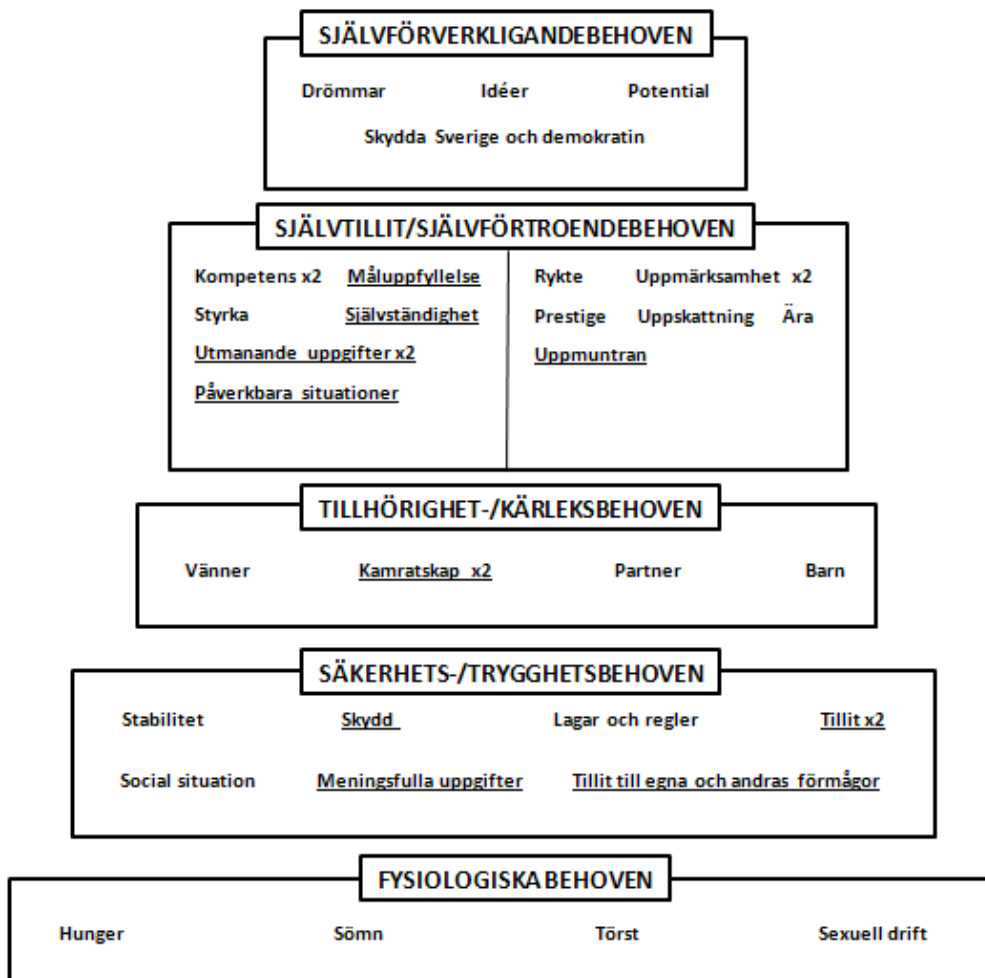 SJÄLVFÖRVERKLIGANDEBEHOVEN
Drömmar Idéer Potential
Skydda Sverige och demokratin
SJÄLVTILLIT/SJÄLVFÖRTROENDEBEHOVEN
Kompetens x2 Måluppfyllelse
Styrka Självständighet
Utmanande uppgifter x2
Påverkbara situationer
Rykte Uppmärksamhet x2
Prestige Uppskattning Ära
Uppmuntran
TILLHÖRIGHET-/KÄRLEKSBEHOVEN
Vänner Kamratskap x2 Partner Barn
SÄKERHETS-/TRYGGHETSBEHOVEN
Stabilitet Skydd Lagar och regler Tillit x2
Social situation Meningsfulla uppgifter Tillit till egna och andras förmågor
FYSIOLOGISKA BEHOVEN
Hunger Sömn Törst Sexuell drift